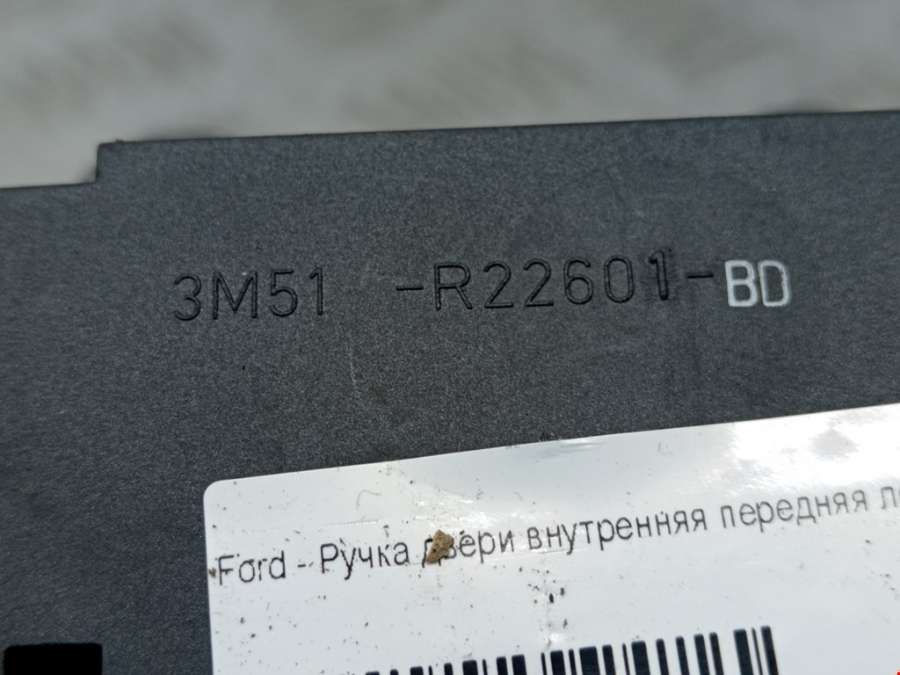 3M51 -R22601-BD
Ford - Ручка двери внутренняя передняя